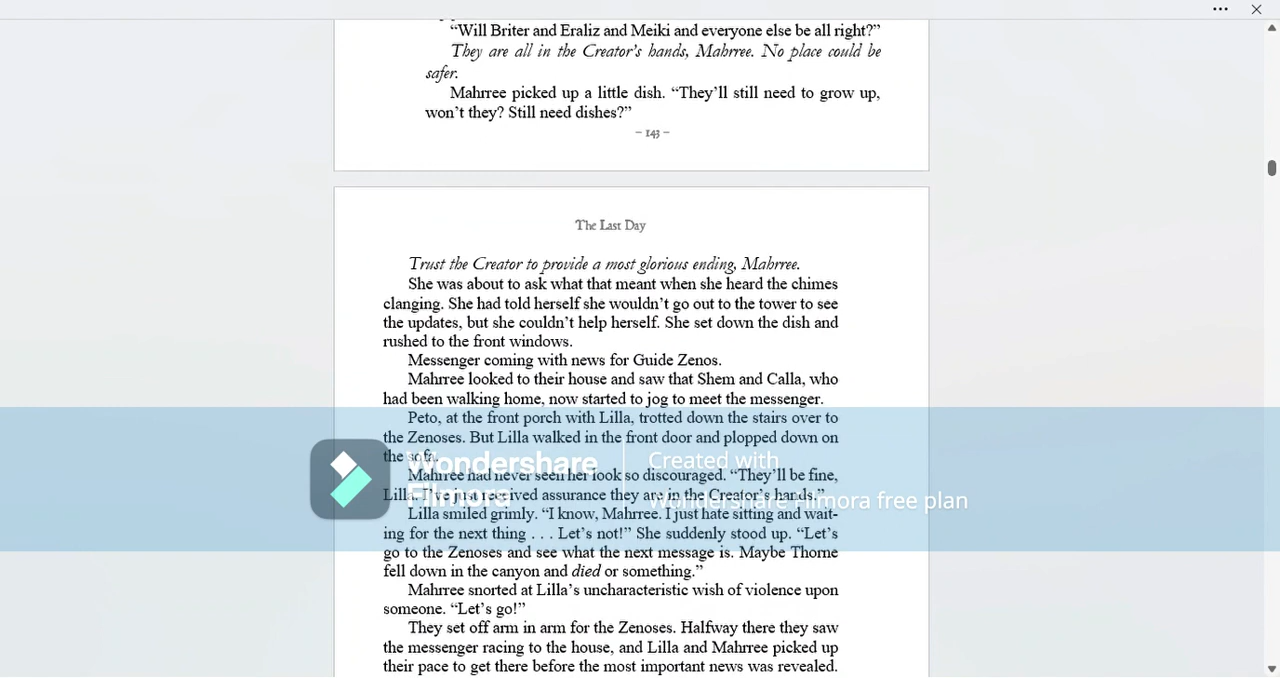 “Will Briter and Eraliz and Meiki and everyone else be all right?”
They are all in the Creator’s hands, Mahrree. No place could be
safer.
Mahrree picked up a little dish. “They’ll still need to grow up,
won’t they? Still need dishes?”
~ 143 ~
The Last Day
Trust the Creator to provide a most glorious ending, Mahrree.
She was about to ask what that meant when she heard the chimes
clanging. She had told herself she wouldn’t go out to the tower to see
the updates, but she couldn’t help herself. She set down the dish and
rushed to the front windows.
Messenger coming with news for Guide Zenos.
Mahrree looked to their house and saw that Shem and Calla, who
had been walking home, now started to jog to meet the messenger.
Peto, at the front porch with Lilla, trotted down the stairs over to
the Zenoses. But Lilla walked in the front door and plopped down on
the sofa.
Mahrree had never seen her look so discouraged. “They’ll be fine,
Lilla. I’ve just received assurance they are in the Creator’s hands.”
Lilla smiled grimly. “I know, Mahrree. I just hate sitting and wait-
ing for the next thing . . . Let’s not!” She suddenly stood up. “Let’s
go to the Zenoses and see what the next message is. Maybe Thorne
fell down in the canyon and died or something.”
Mahrree snorted at Lilla’s uncharacteristic wish of violence upon
someone. “Let’s go!”
They set off arm in arm for the Zenoses. Halfway there they saw
the messenger racing to the house, and Lilla and Mahrree picked up
their pace to get there before the most important news was revealed.
Wondershare
Filmora
Created with
Wondershare Filmora free plan